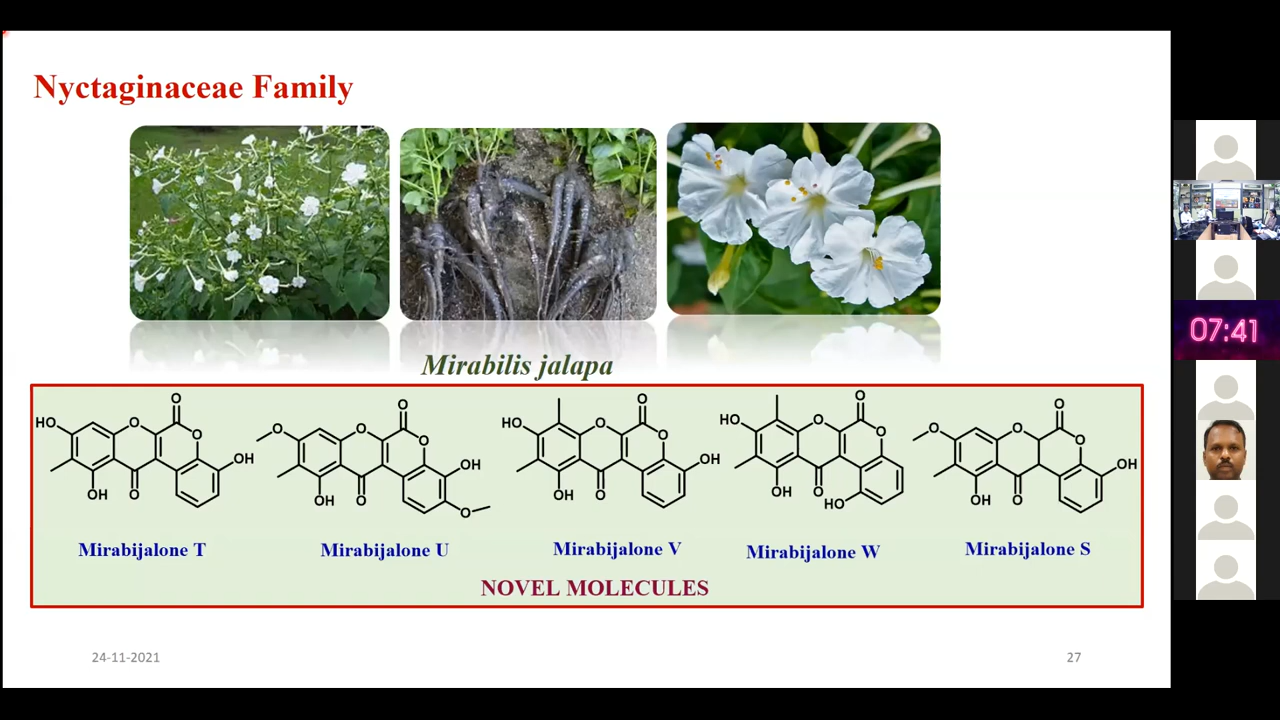 Nyctaginaceae Family
Mirabilis jalapa
HO O O O OH OH O
O O O O OH OH O O
HO O O O OH OH O
HO O O O OH O HO
O O O O OH OH O
Mirabijalone T
Mirabijalone U
Mirabijalone V
Mirabijalone W
Mirabijalone S
NOVEL MOLECULES
24-11-2021
27
07:41